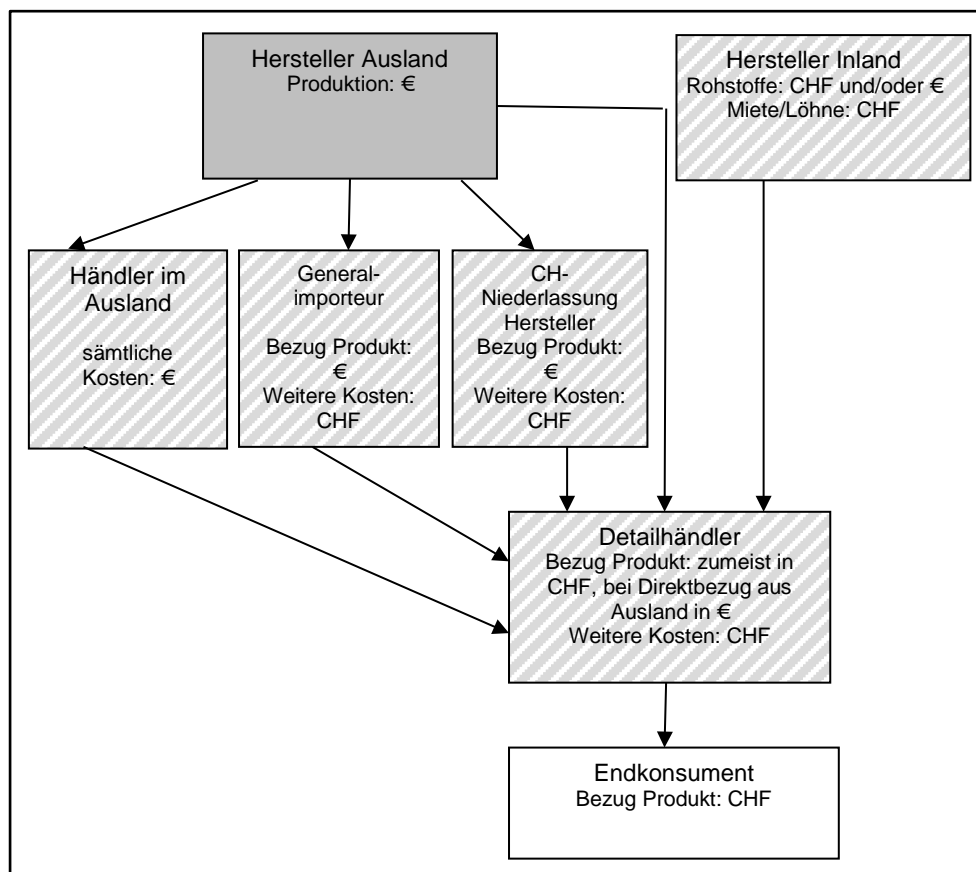 Hersteller Ausland
Produktion: €
Hersteller Inland
Rohstoffe: CHF und/oder €
Miete/Löhne: CHF
Händler im
Ausland
sämtliche
Kosten: €
General-
importeur
Bezug Produkt:
€
Weitere Kosten:
CHF
CH-
Niederlassung
Hersteller
Bezug Produkt:
€
Weitere Kosten:
CHF
Detailhändler
Bezug Produkt: zumeist in
CHF, bei Direktbezug aus
Ausland in €
Weitere Kosten: CHF
Endkonsument
Bezug Produkt: CHF